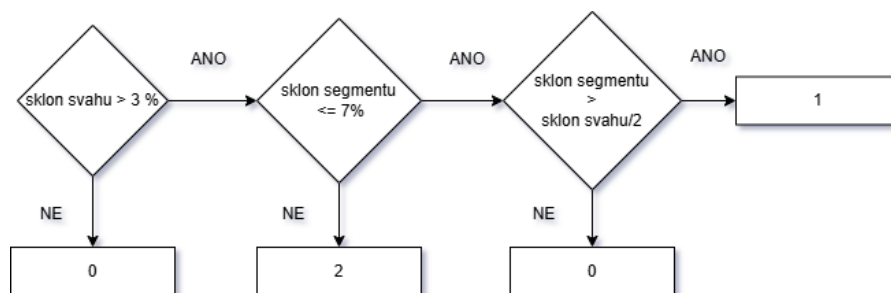 ANO
ANO
ANO
sklon svahu > 3 %
sklon segmentu
<= 7%
sklon segmentu
>
sklon svahu/2
1
NE
NE
NE
0
2
0